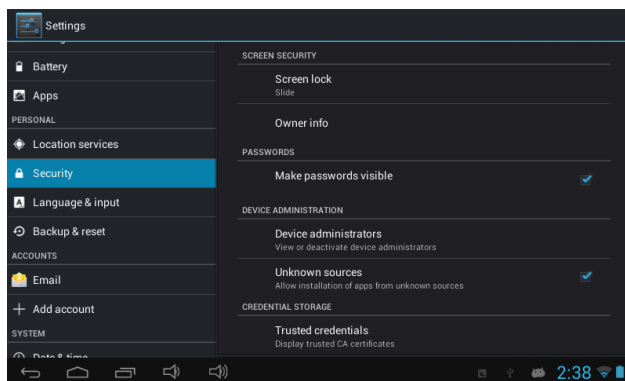 Settings
Battery
Apps
PERSONAL
Location services
Security
Language & input
Backup & reset
ACCOUNTS
Email
Add account
SYSTEM
Date & time
SCREEN SECURITY
Screen lock
Slide
Owner info
PASSWORDS
Make passwords visible
DEVICE ADMINISTRATION
Device administrators
View or deactivate device administrators
Unknown sources
Allow installation of apps from unknown sources
CREDENTIAL STORAGE
Trusted credentials
Display trusted CA certificates
2:38